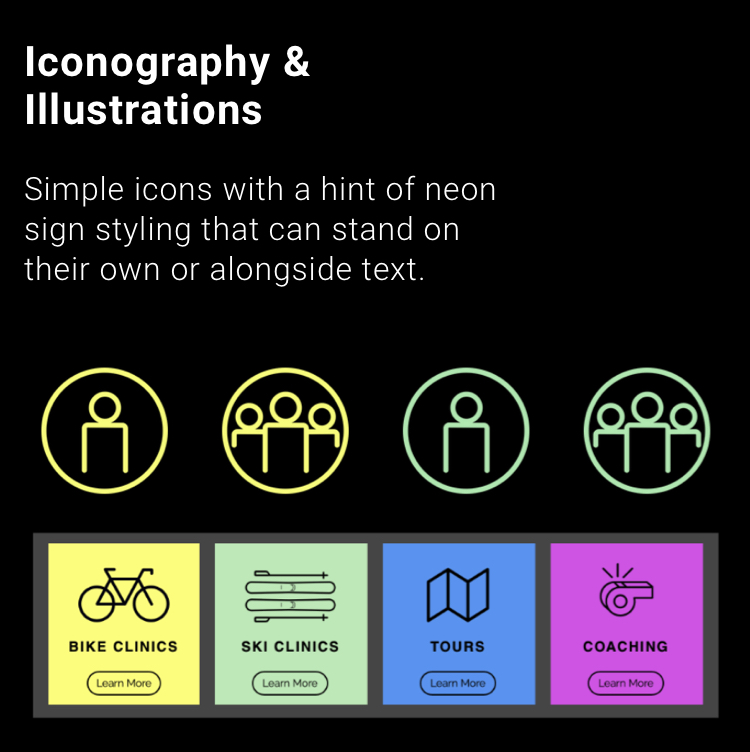 Iconography &
Illustrations
Simple icons with a hint of neon
sign styling that can stand on
their own or alongside text.
BIKE CLINICS
SKI CLINICS
TOURS
COACHING
Learn More
Learn More
Learn More
Learn More